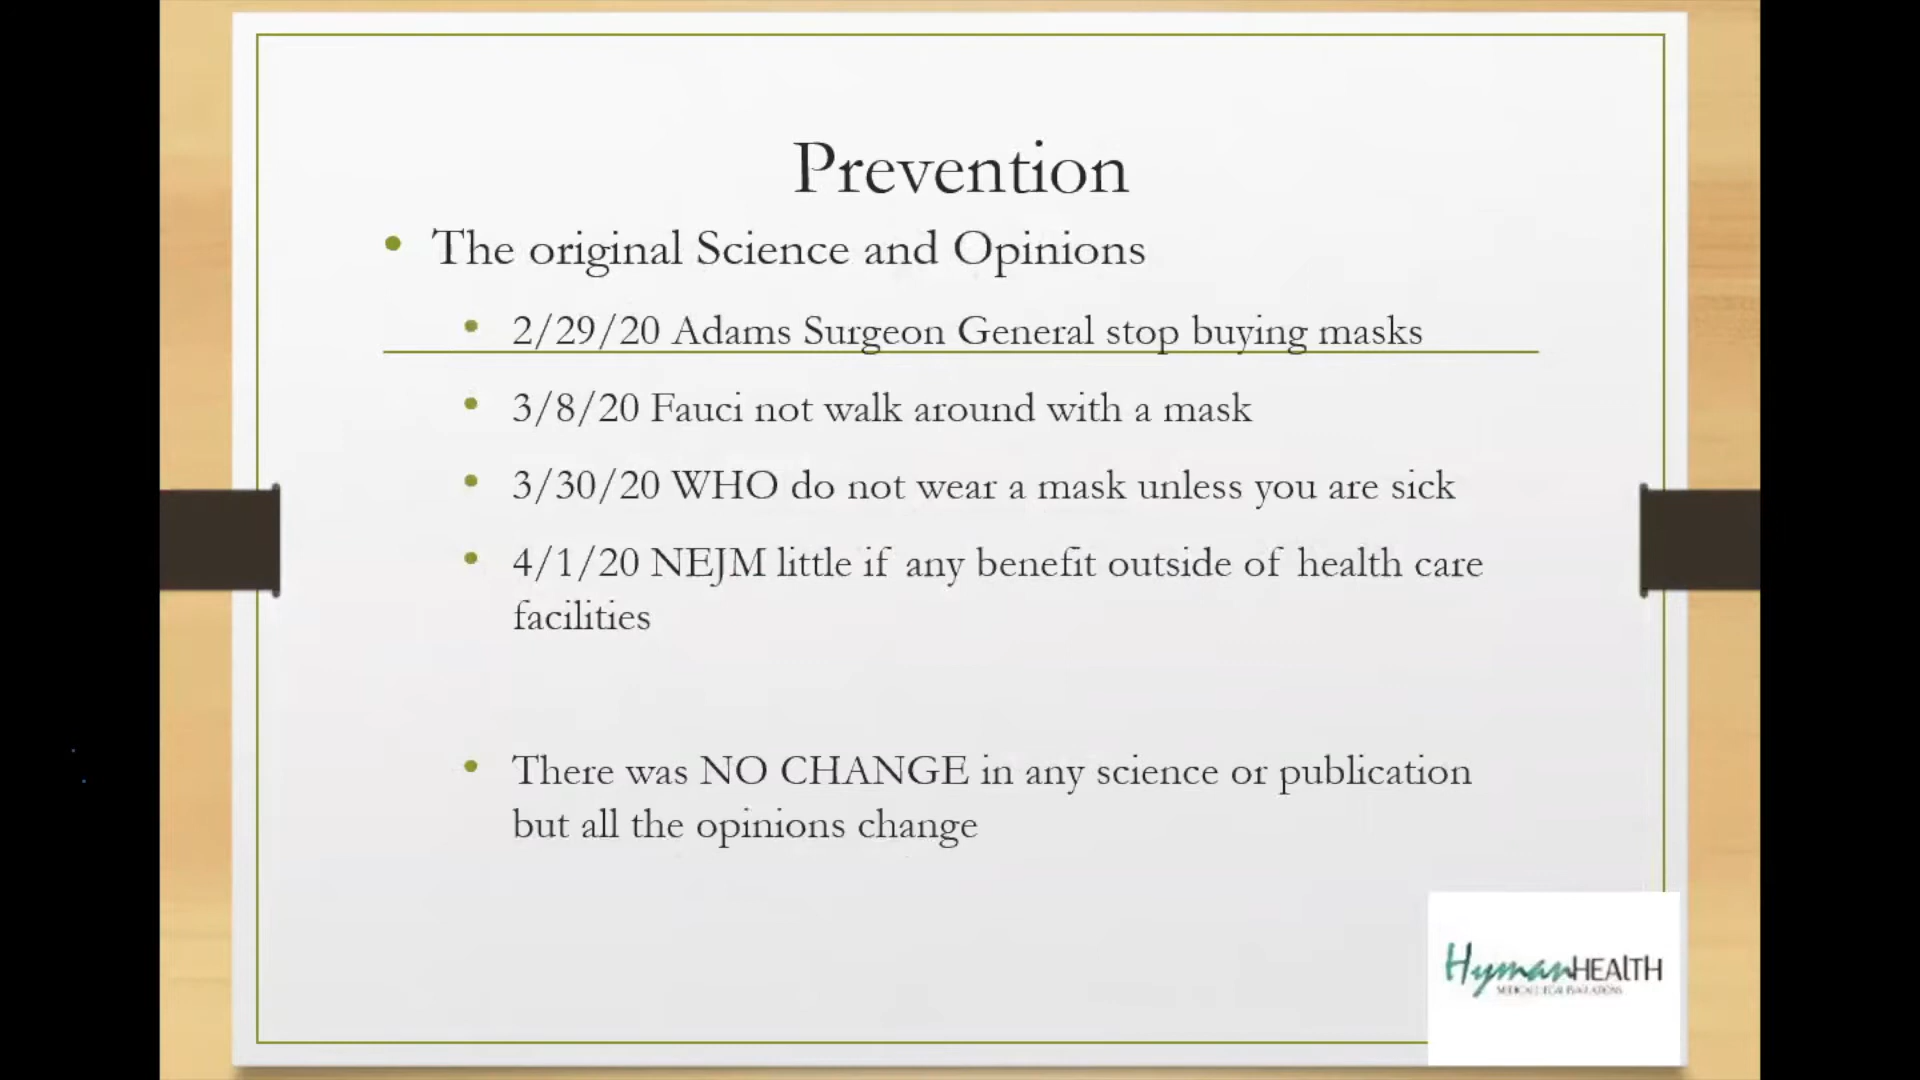 Prevention
The original Science and Opinions
2/29/20 Adams Surgeon General stop buying masks
3/8/20 Fauci not walk around with a mask
3/30/20 WHO do not wear a mask unless you are sick
4/1/20 NEJM little if any benefit outside of health care
facilities
There was NO CHANGE in any science or publication
but all the opinions change
HymanHEALTH